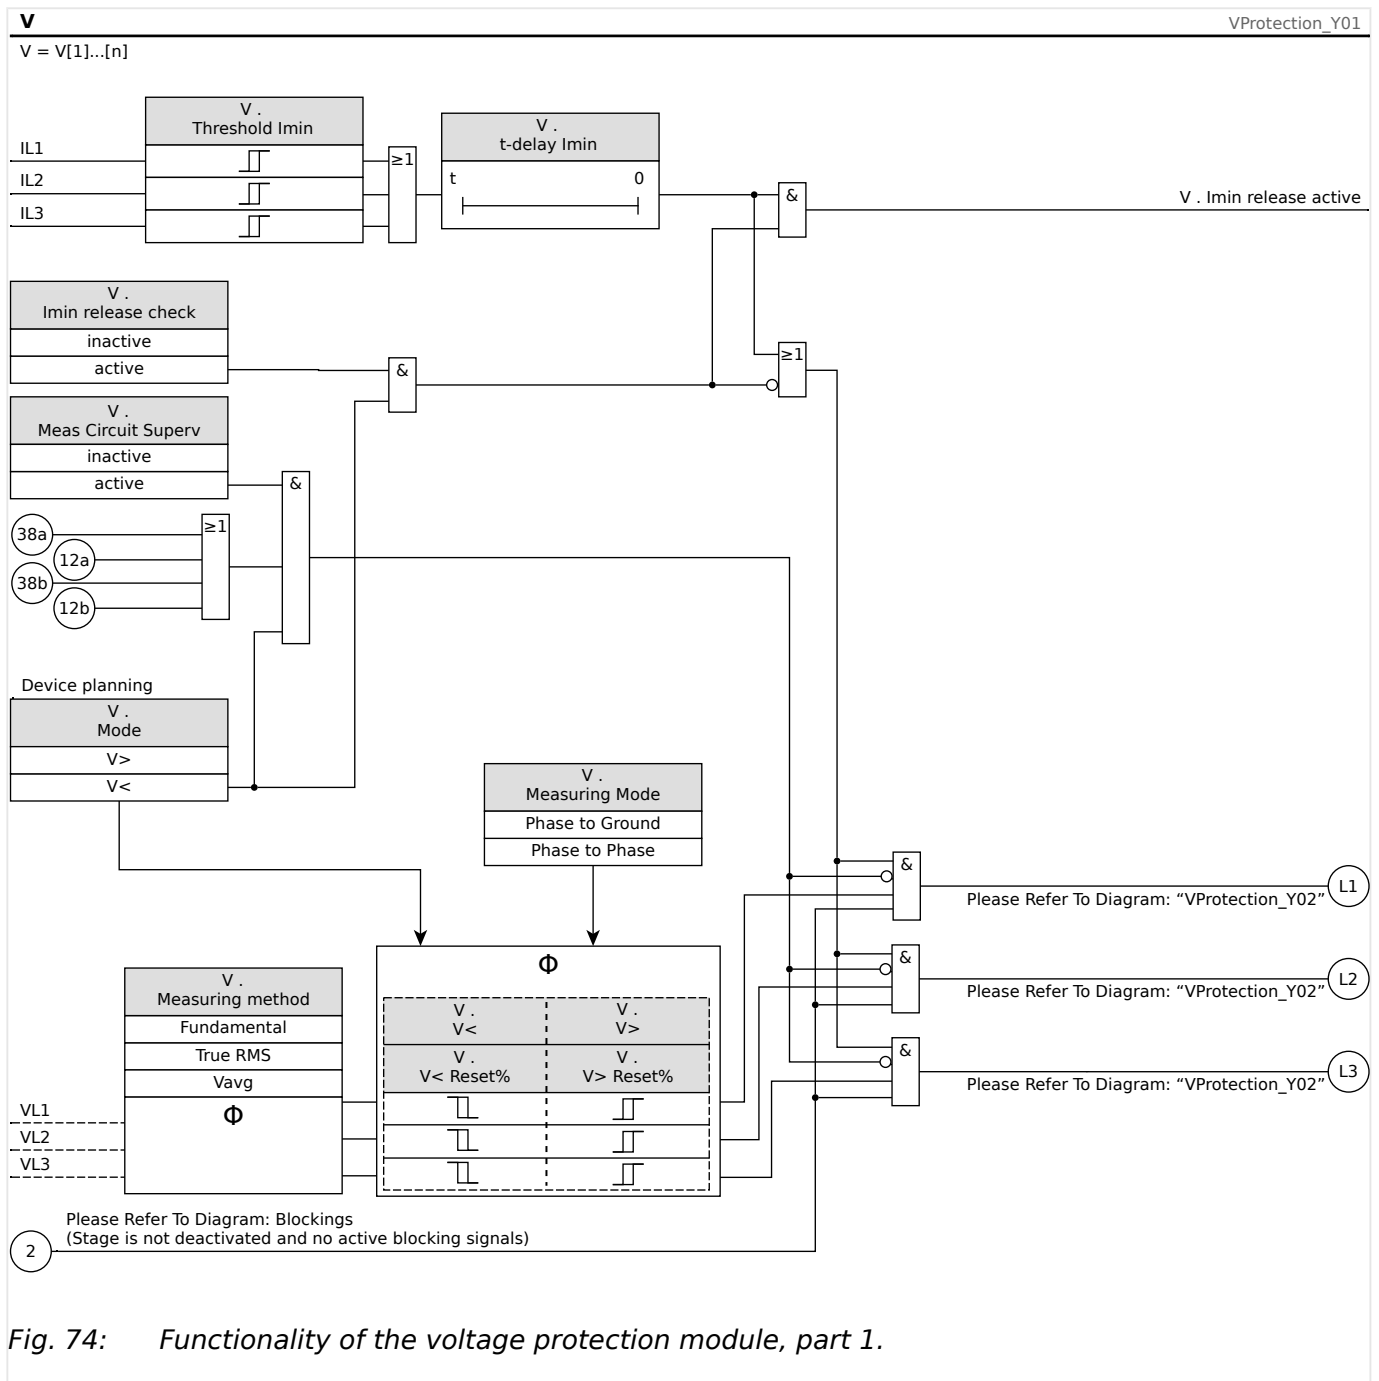 V
VProtection_Y01
V = V[1]...[n]
V .
Threshold Imin
IL1
IL2
IL3
≥1
V .
t-delay Imin
t
0
&
V . Imin release active
V .
Imin release check
inactive
active
&
≥1
V .
Meas Circuit Superv
inactive
active
&
38a
12a
38b
12b
≥1
Device planning
V .
Mode
V>
V<
V .
Measuring Mode
Phase to Ground
Phase to Phase
&
L1
Please Refer To Diagram: “VProtection_Y02”
&
L2
Please Refer To Diagram: “VProtection_Y02”
&
L3
Please Refer To Diagram: “VProtection_Y02”
V .
Measuring method
Fundamental
True RMS
Vavg
Φ
VL1
VL2
VL3
Φ
V .
V<
V .
V>
V .
V< Reset%
V .
V> Reset%
Please Refer To Diagram: Blockings
(Stage is not deactivated and no active blocking signals)
2
Fig. 74: Functionality of the voltage protection module, part 1.